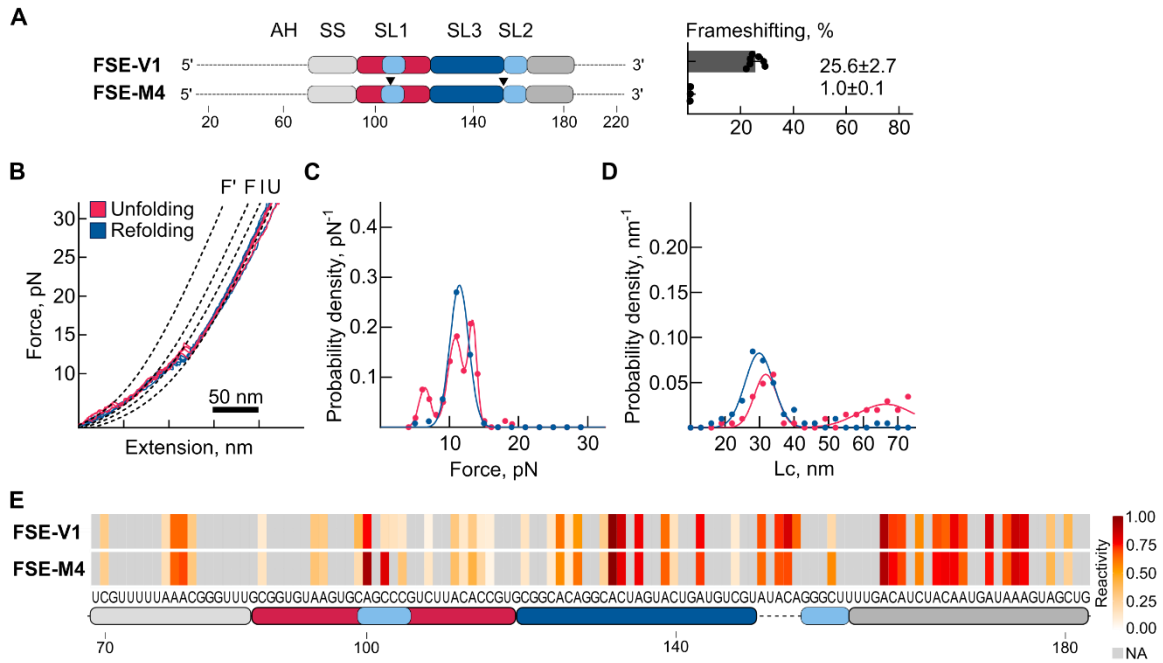 A
AH SS SL1 SL3 SL2
FSE-V1 5' 3'
FSE-M4 5' 3'
20 60 100 140 180 220
Frameshifting, %
25.6±2.7
1.0±0.1
20 40 60 80
B
F' F I U
Unfolding
Refolding
30
25
20
15
10
Force, pN
50 nm
Extension, nm
C
Probability density, pN⁻¹
0.4
0.3
0.2
0.1
10 20 30
Force, pN
D
Probability density, nm⁻¹
0.20
0.15
0.10
0.05
20 30 40 50 60 70
Lc, nm
E
FSE-V1
FSE-M4
UCGUUUUUAAACGGGUUUGCGGUGUAAGUGCAGCCCGUCUUACACCGUGCGGCACAGGCACUAGUACUGAUGUCGUAUACAGGGCUUUUGACAUCUACAAUGAUAAAGUAGCUG
70 100 140 180
Reactivity
1.00
0.75
0.50
0.25
0.00
NA